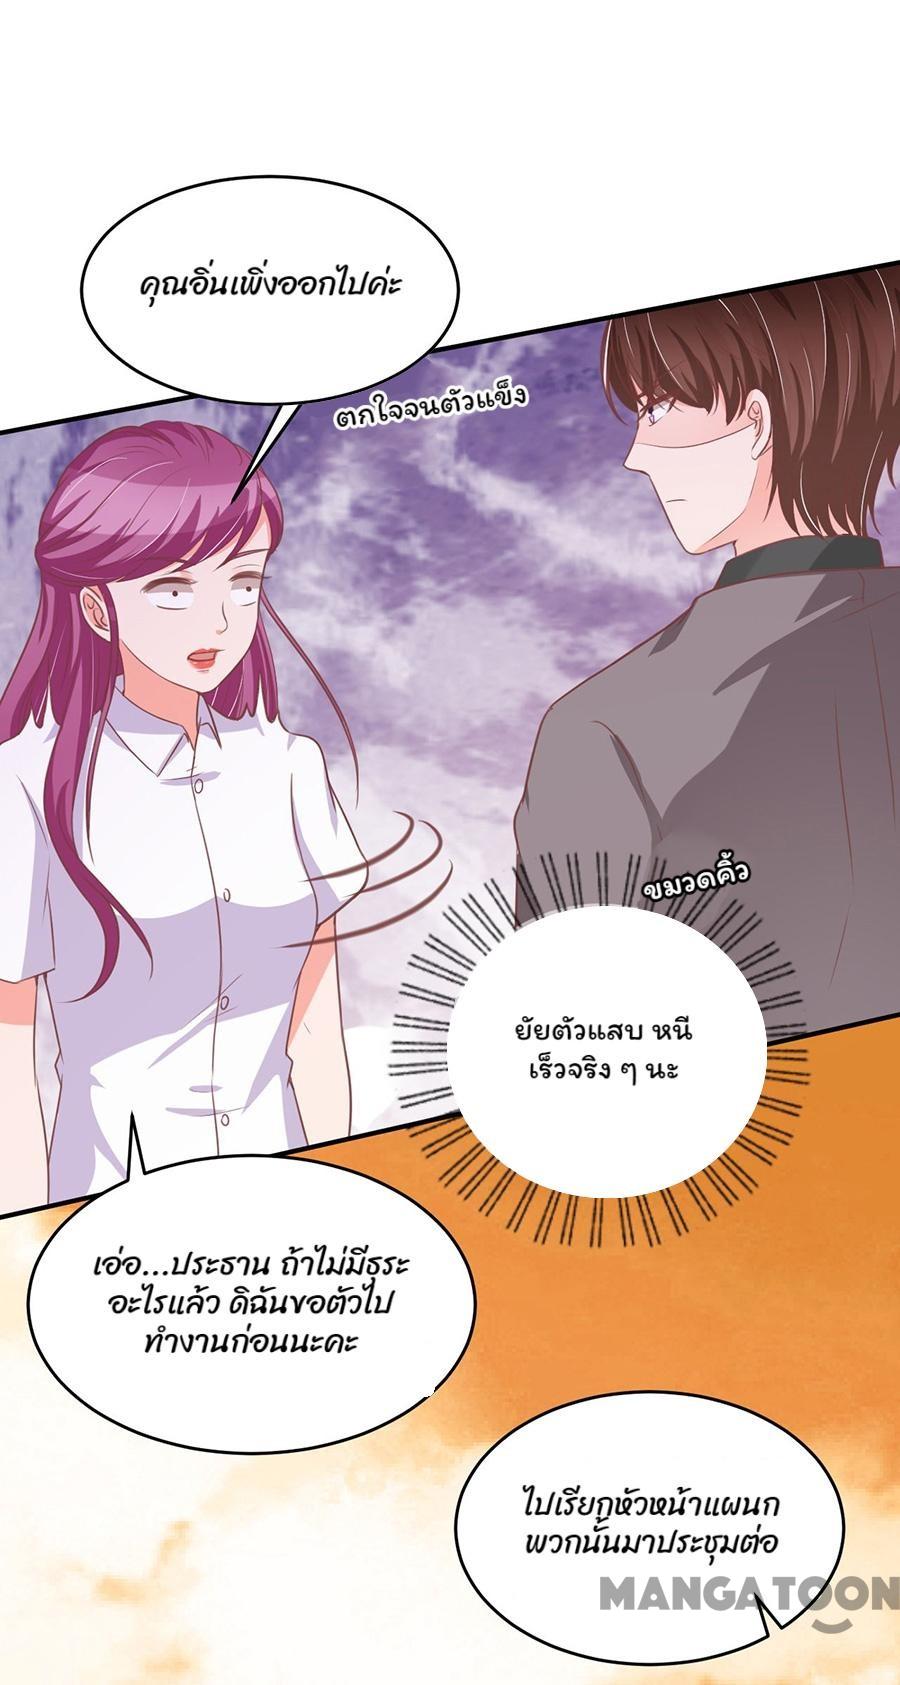 คุณอิ่นเพิ่งออกไปค่ะ
ตกใจจนตัวแข็ง
ขมวดคิ้ว
ยัยตัวแสบ หนี
เร็วจริง ๆ นะ
เอ่อ...ประธาน ถ้าไม่มีธุระ
อะไรแล้ว ดิฉันขอตัวไป
ทำงานก่อนนะคะ
ไปเรียกหัวหน้าแผนก
พวกนั้นมาประชุมต่อ
MANGATOON